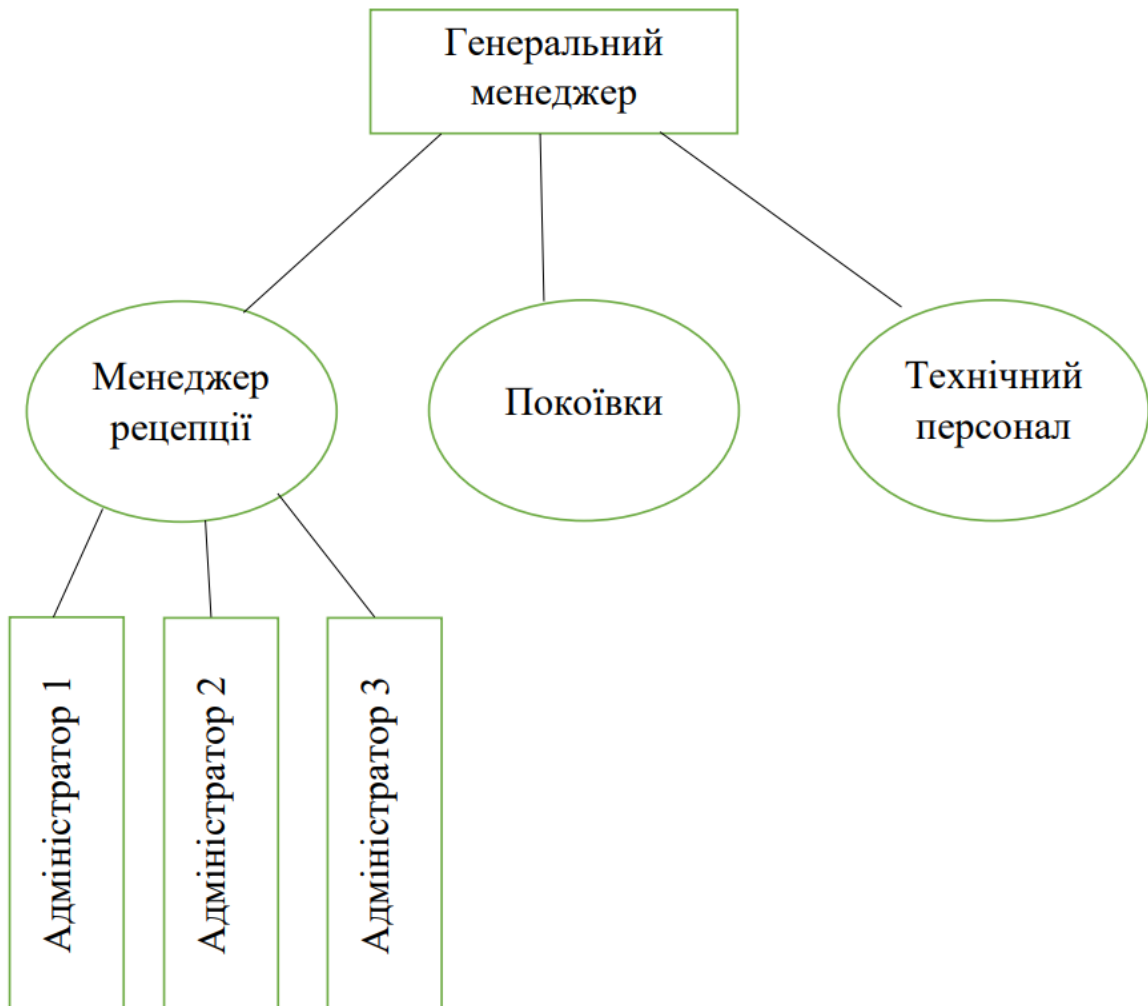 Генеральний
менеджер
Менеджер
рецепції
Покоївки
Технічний
персонал
Адміністратор 1
Адміністратор 2
Адміністратор 3